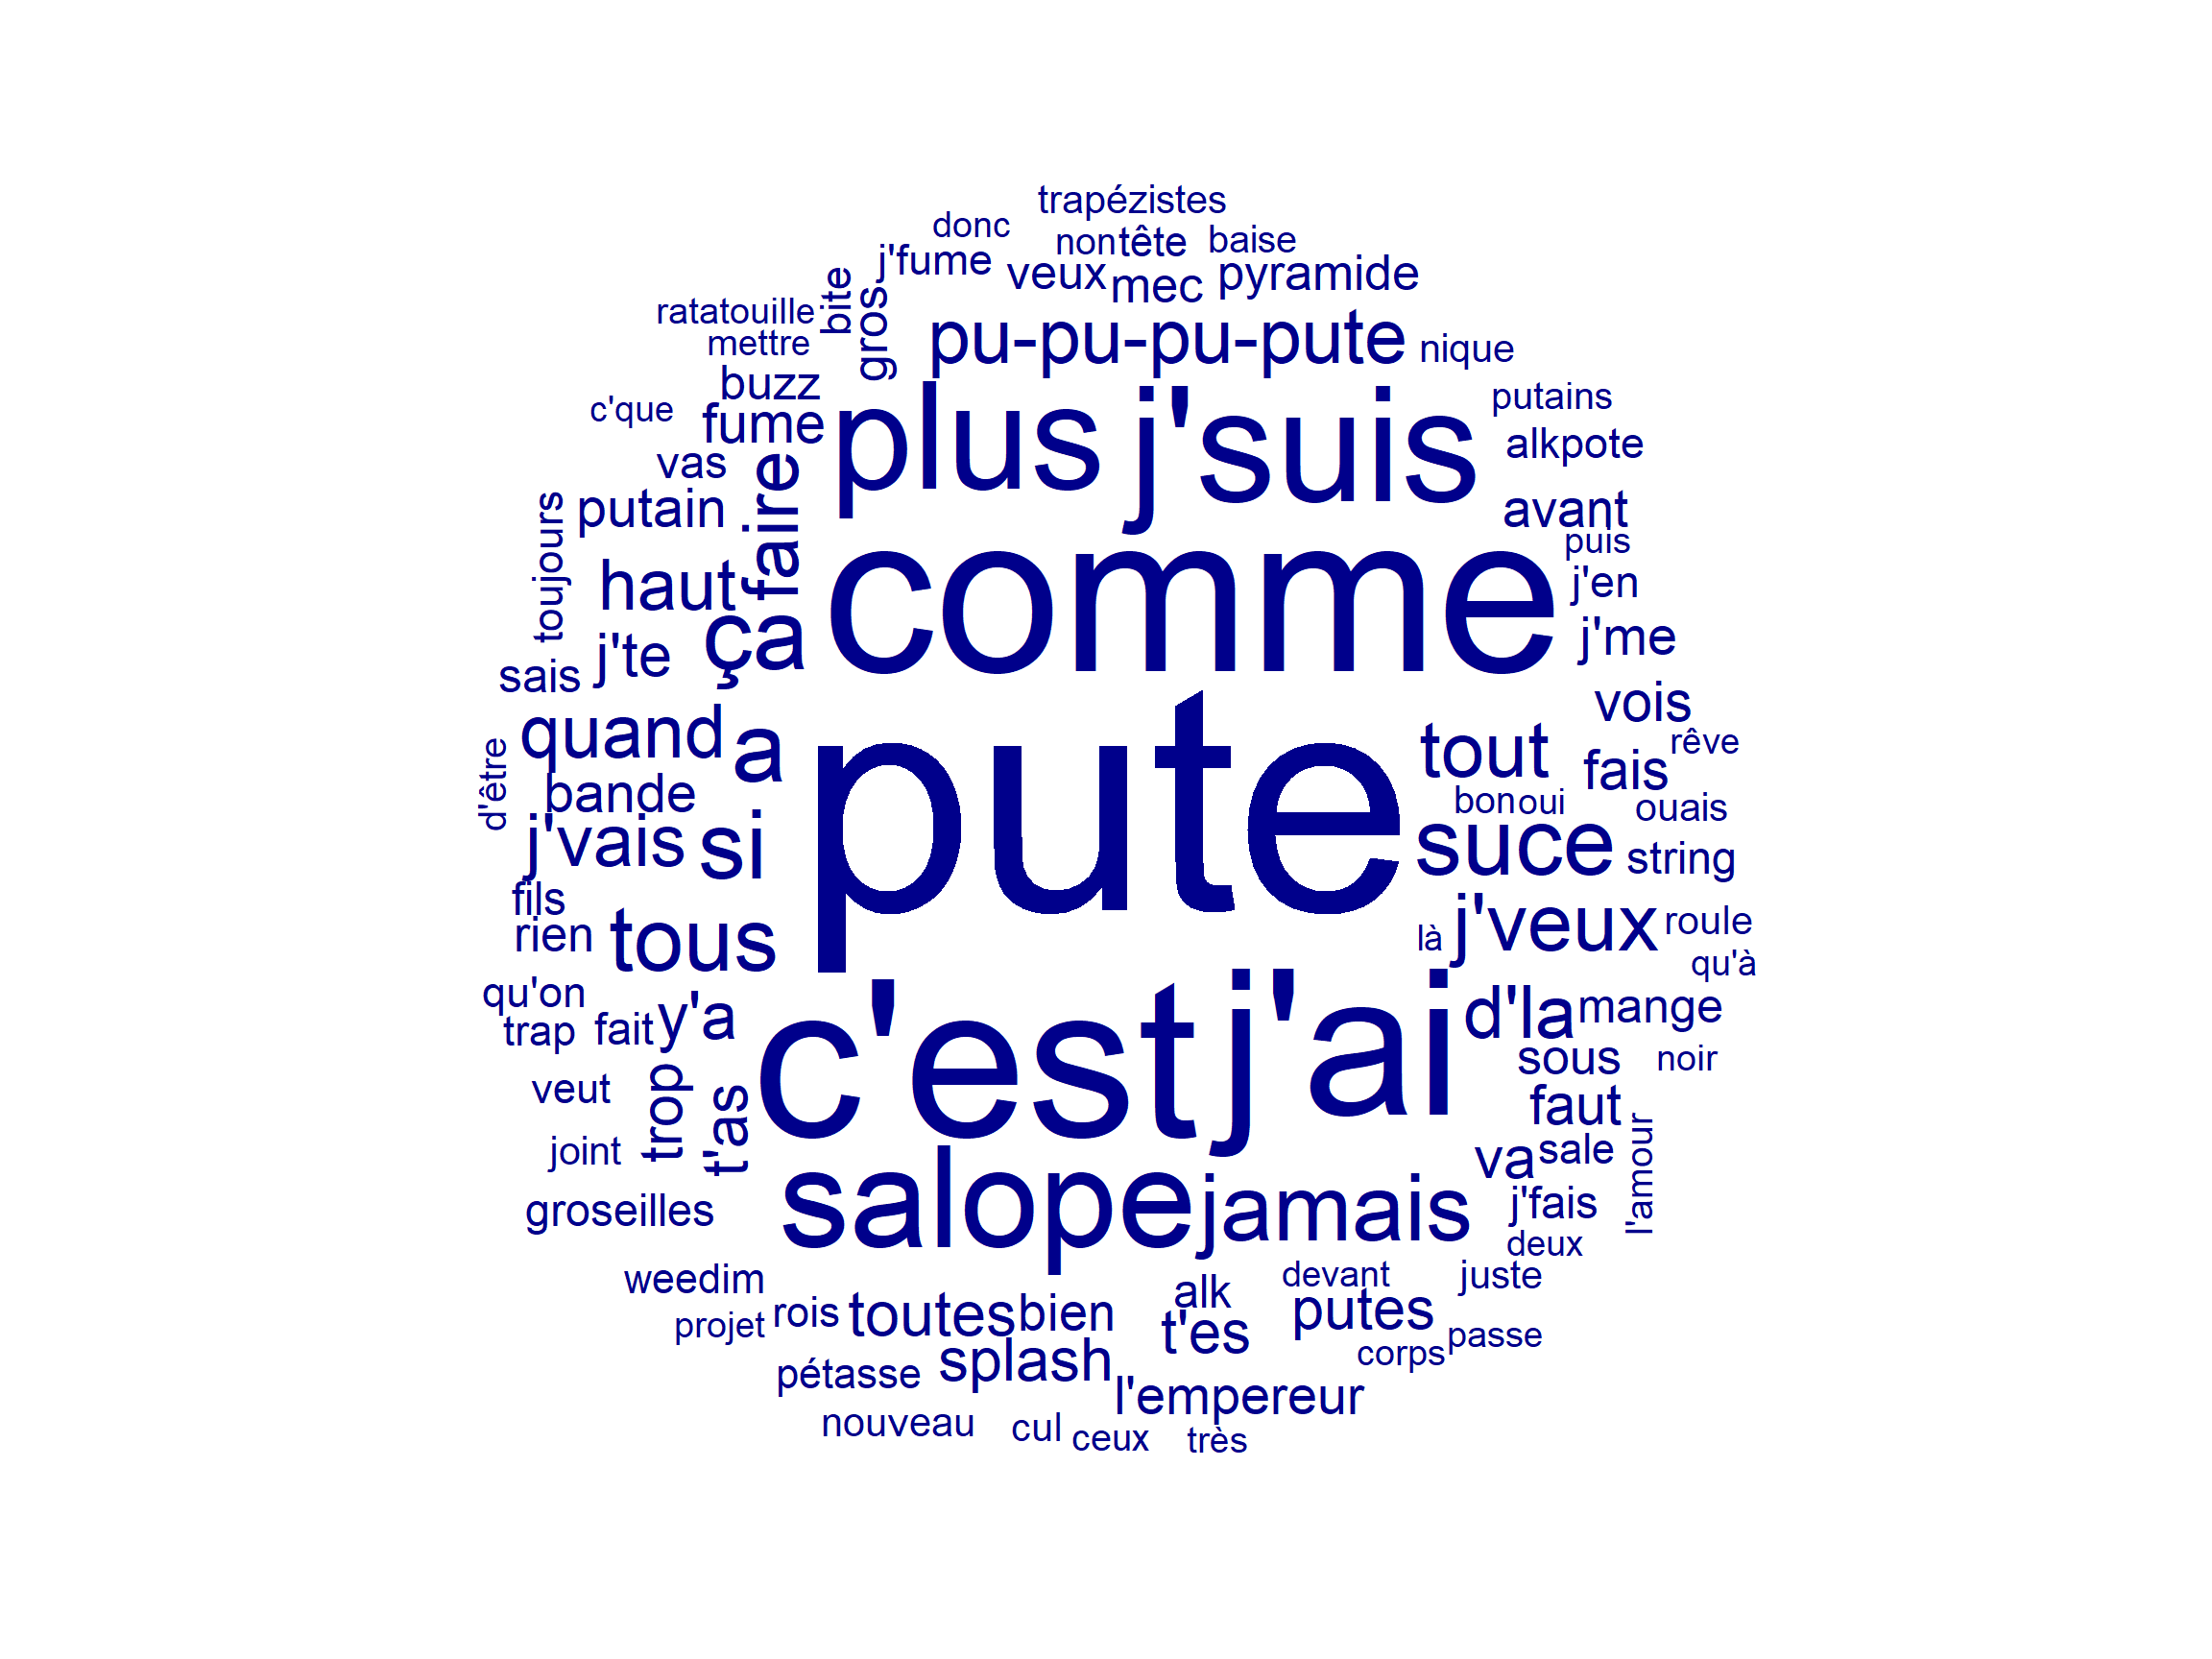 trapézistes
donc
non tête baise
j'fume veux mec pyramide
bite
gros
ratatouille
mettre
pu-pu-pu-pute nique
buzz
c'que fume plus j'suis putains
alkpote
vas
faire
toujours
putain avant
puis
haut comme j'en
ça j'me
sais j'te
vois
quand a tout rêve
d'être
bande pute fais
bon oui ouais
j'vais si suce string
fils
rien tous là j'veux roule
qu'à
qu'on
trap fait y'a c'est j'ai d'la mange
sous noir
veut trop t'as faut
joint va sale l'amour
groseilles salope jamais j'fais
deux
weedim alk devant juste
projet rois toutes bien t'es putes passe
corps
pétasse splash l'empereur
nouveau cul ceux très